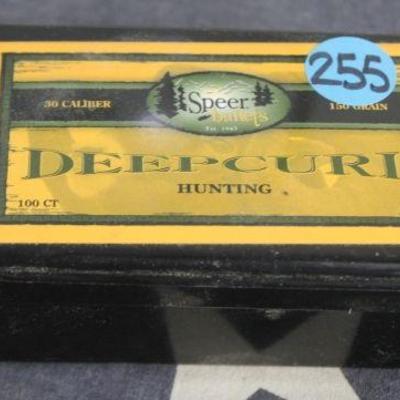 255
30 CALIBER
Speer
Bullets
Est. 1943
150 GRAIN
DEEPCURL
HUNTING
100 CT